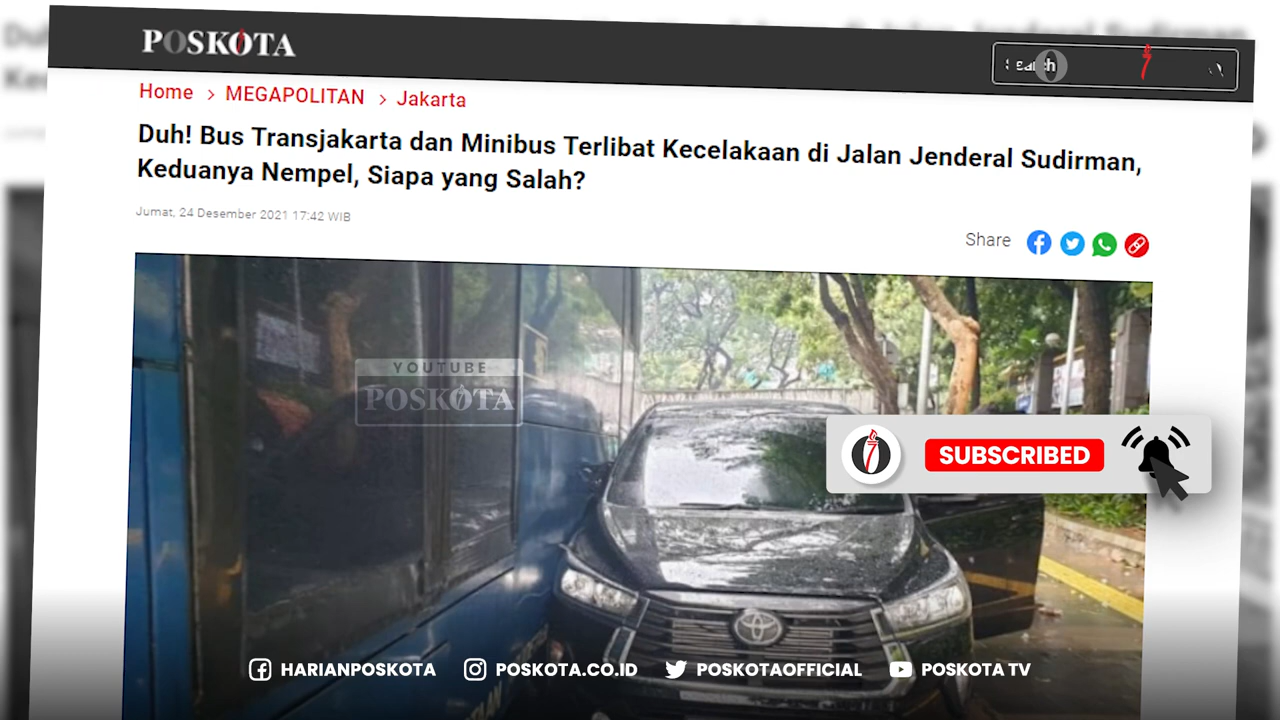 POSKOTA
Search
Home > MEGAPOLITAN > Jakarta
Duh! Bus Transjakarta dan Minibus Terlibat Kecelakaan di Jalan Jenderal Sudirman,
Keduanya Nempel, Siapa yang Salah?
Jumat, 24 Desember 2021 17:42 WIB
Share
YOUTUBE
POSKOTA
SUBSCRIBED
HARIANPOSKOTA POSKOTA.CO.ID POSKOTAOFFICIAL POSKOTA TV